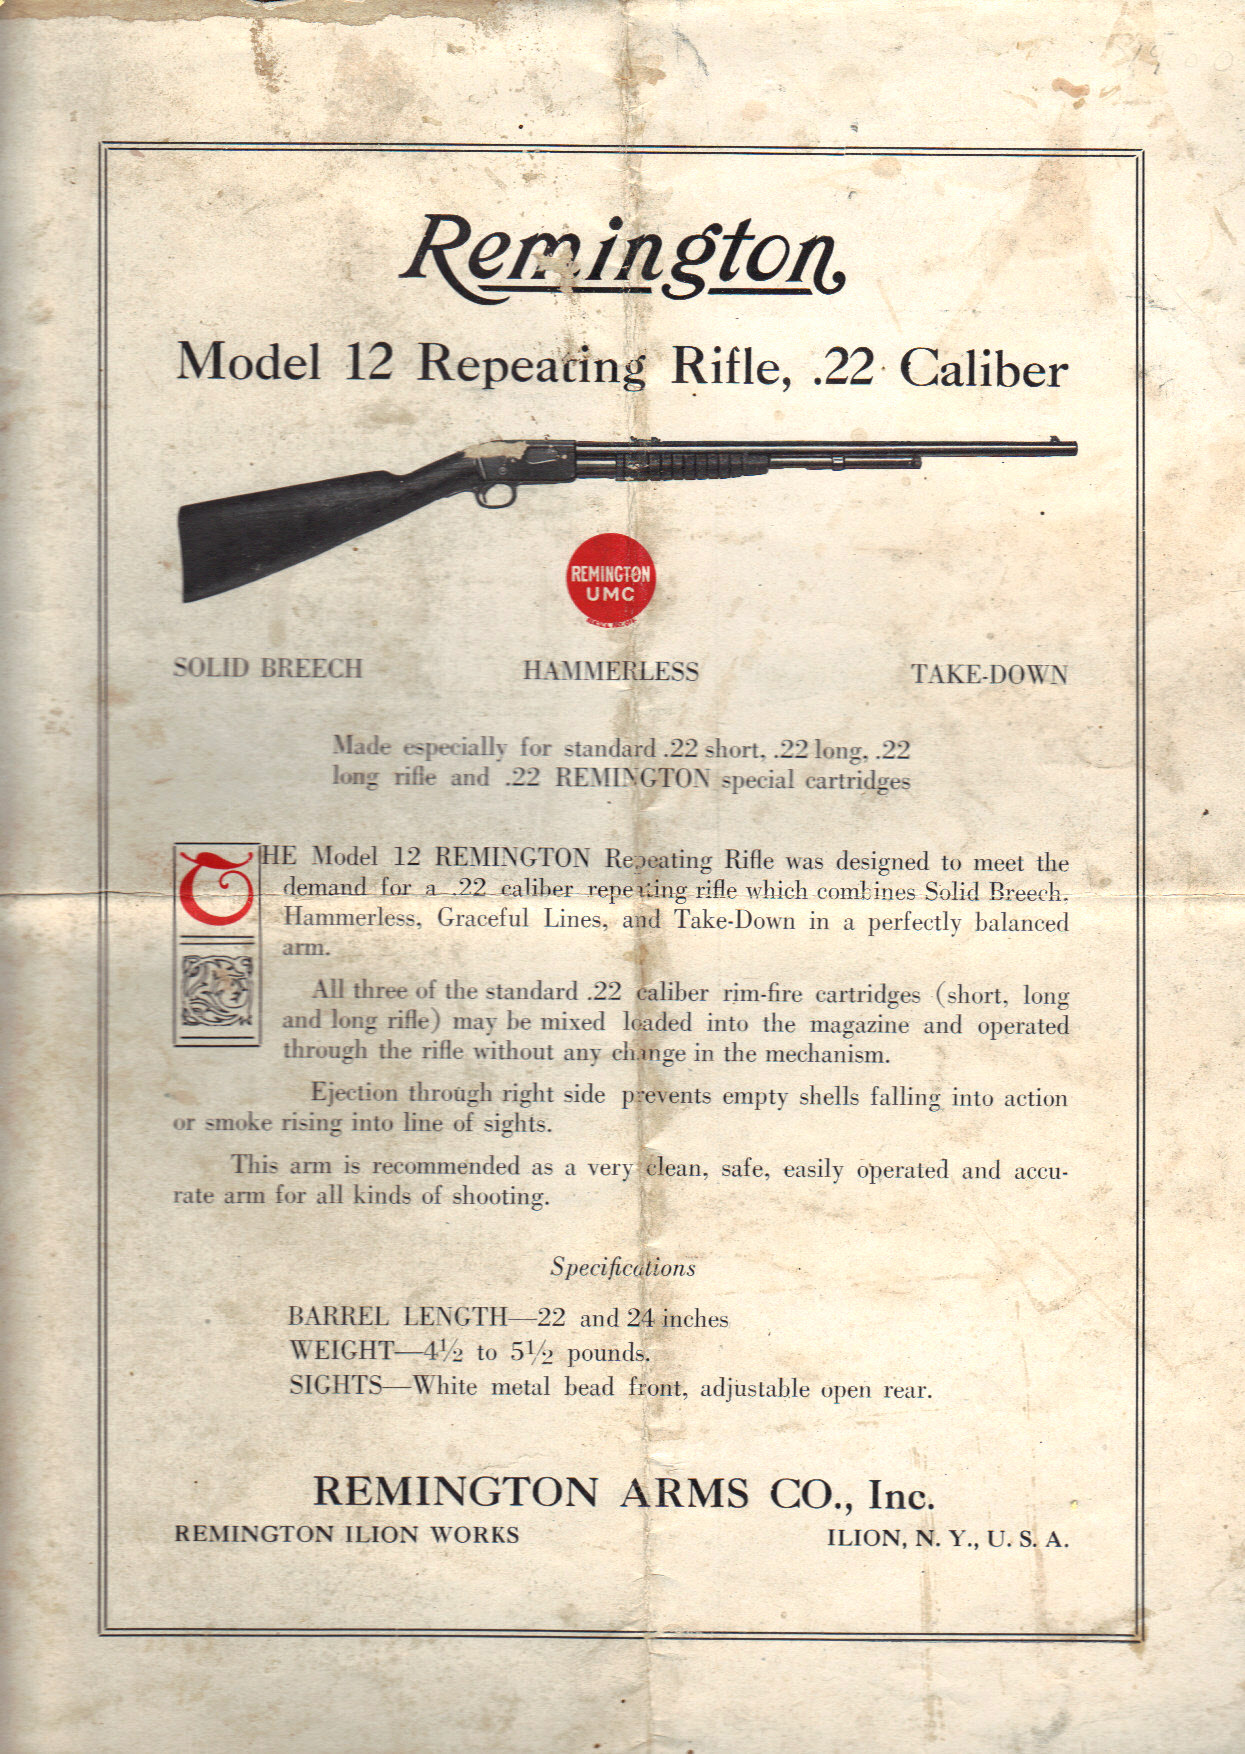 Remington
Model 12 Repeating Rifle, .22 Caliber
REMINGTON
UMC
SOLID BREECH HAMMERLESS TAKE-DOWN
Made especially for standard .22 short, .22 long, .22
long rifle and .22 REMINGTON special cartridges
THE Model 12 REMINGTON Repeating Rifle was designed to meet the
demand for a .22 caliber repeating rifle which combines Solid Breech,
Hammerless, Graceful Lines, and Take-Down in a perfectly balanced
arm.
All three of the standard .22 caliber rim-fire cartridges (short, long
and long rifle) may be mixed loaded into the magazine and operated
through the rifle without any change in the mechanism.
Ejection through right side prevents empty shells falling into action
or smoke rising into line of sights.
This arm is recommended as a very clean, safe, easily operated and accu-
rate arm for all kinds of shooting.
Specifications
BARREL LENGTH—22 and 24 inches
WEIGHT—4½ to 5½ pounds.
SIGHTS—White metal bead front, adjustable open rear.
REMINGTON ARMS CO., Inc.
REMINGTON ILION WORKS ILION, N. Y., U. S. A.